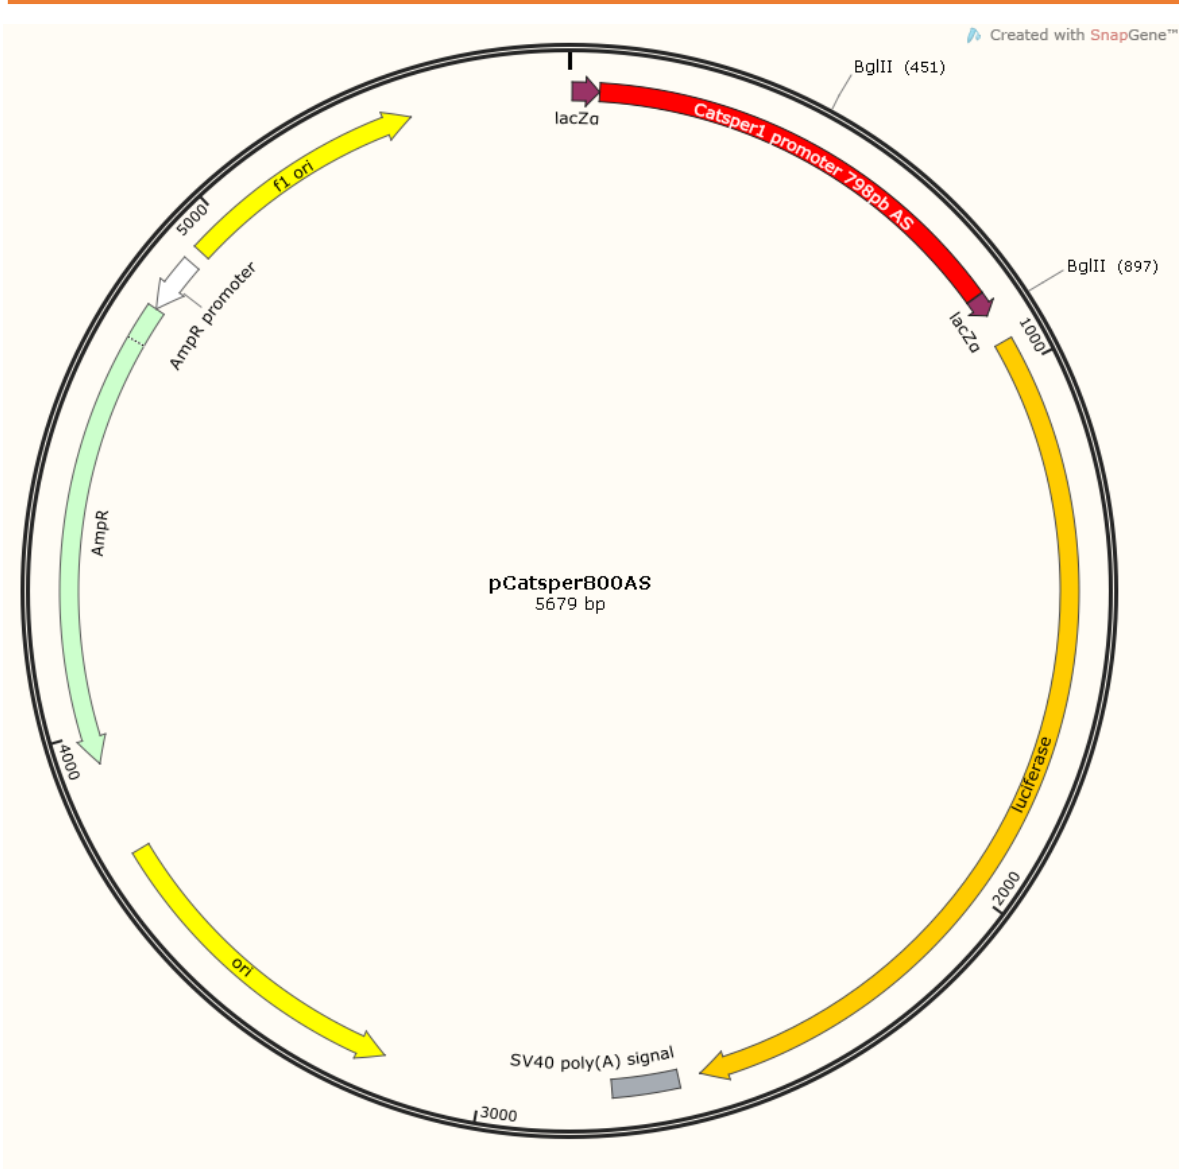 Created with SnapGene™
BglII (451)
lacZα
Catsper1 promoter 798pb AS
f1 ori
5000
BglII (897)
AmpR promoter
lacZα
1000
AmpR
pCatsper800AS
5679 bp
4000
luciferase
2000
ori
SV40 poly(A) signal
3000